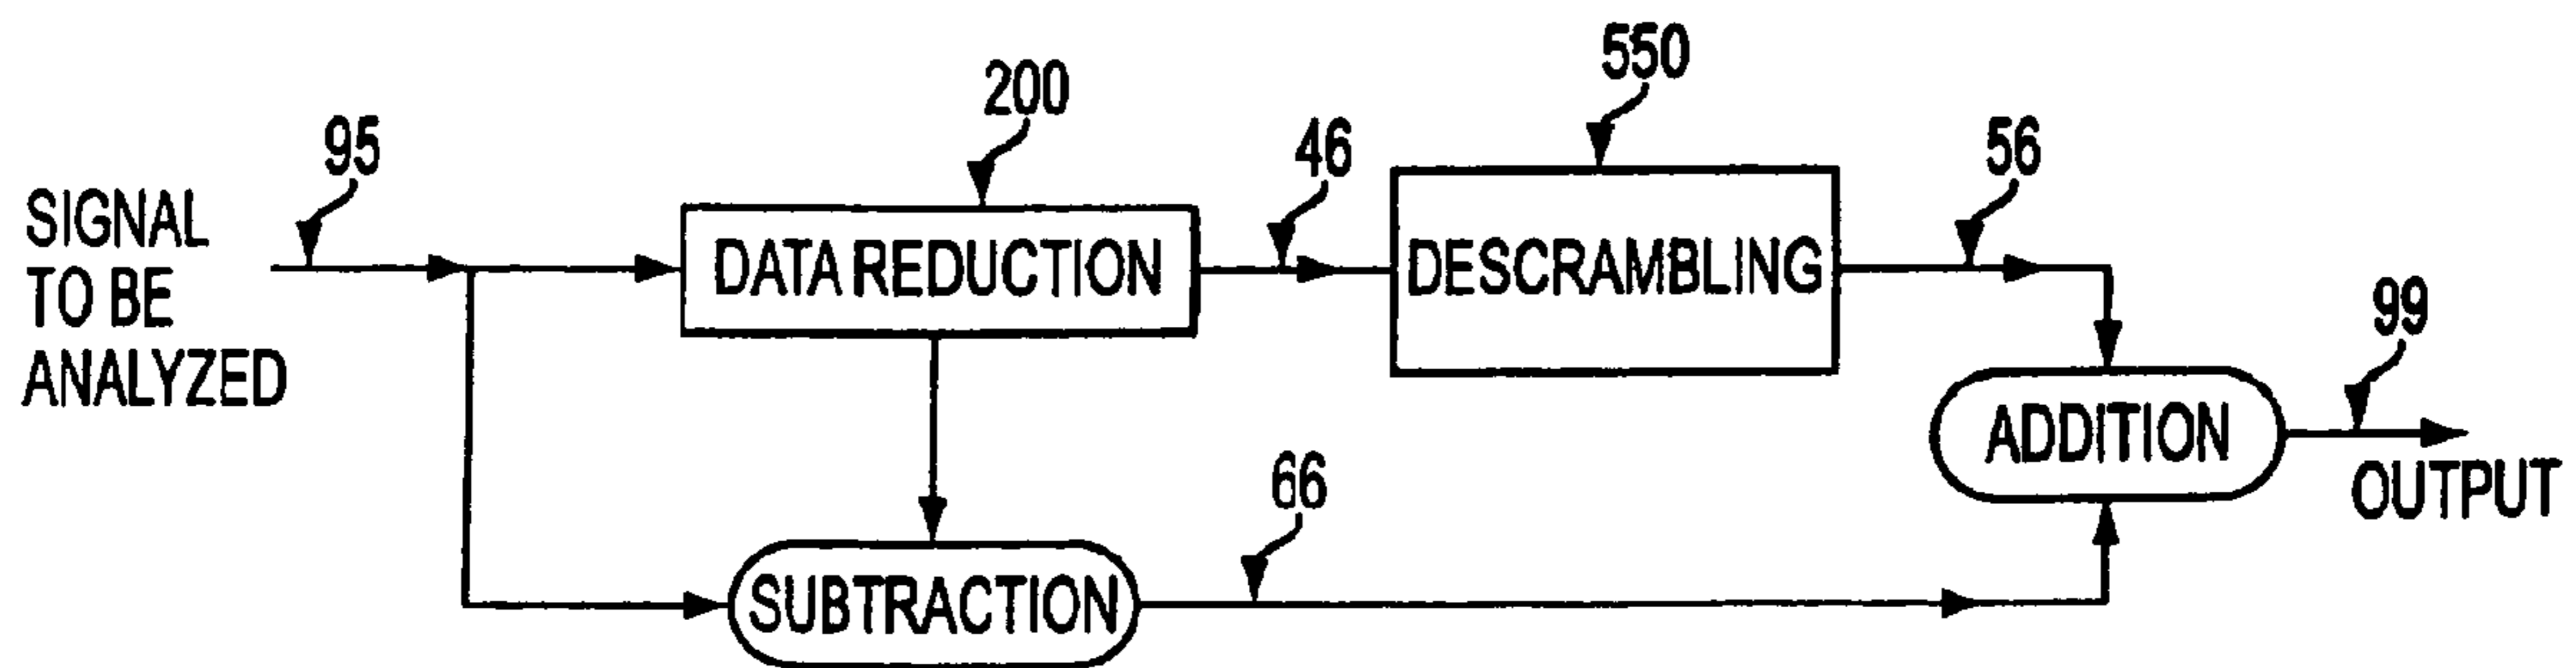 550
200
95
46
56
SIGNAL
TO BE
ANALYZED
DATA REDUCTION
DESCRAMBLING
99
ADDITION
OUTPUT
66
SUBTRACTION